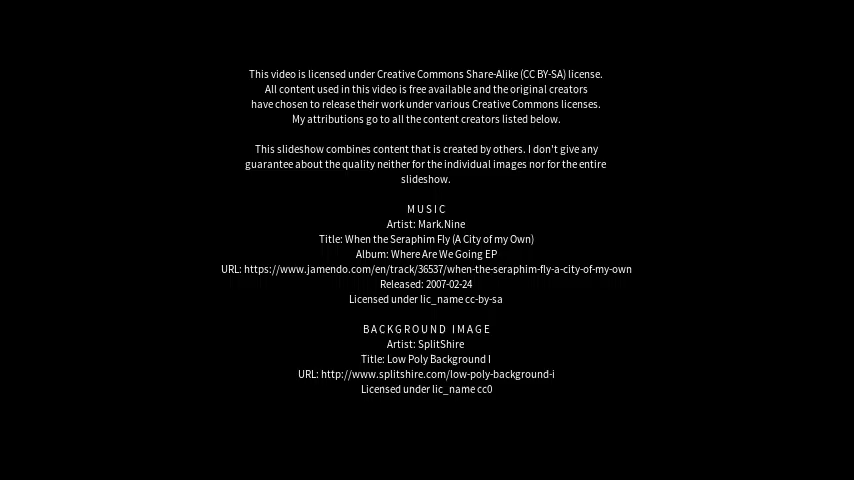 This video is licensed under Creative Commons Share-Alike (CC BY-SA) license.
All content used in this video is free available and the original creators
have chosen to release their work under various Creative Commons licenses.
My attributions go to all the content creators listed below.
This slideshow combines content that is created by others. I don't give any
guarantee about the quality neither for the individual images nor for the entire
slideshow.
MUSIC
Artist: Mark.Nine
Title: When the Seraphim Fly (A City of my Own)
Album: Where Are We Going EP
URL: https://www.jamendo.com/en/track/36537/when-the-seraphim-fly-a-city-of-my-own
Released: 2007-02-24
Licensed under lic_name cc-by-sa
BACKGROUND IMAGE
Artist: SplitShire
Title: Low Poly Background I
URL: http://www.splitshire.com/low-poly-background-i
Licensed under lic_name cc0